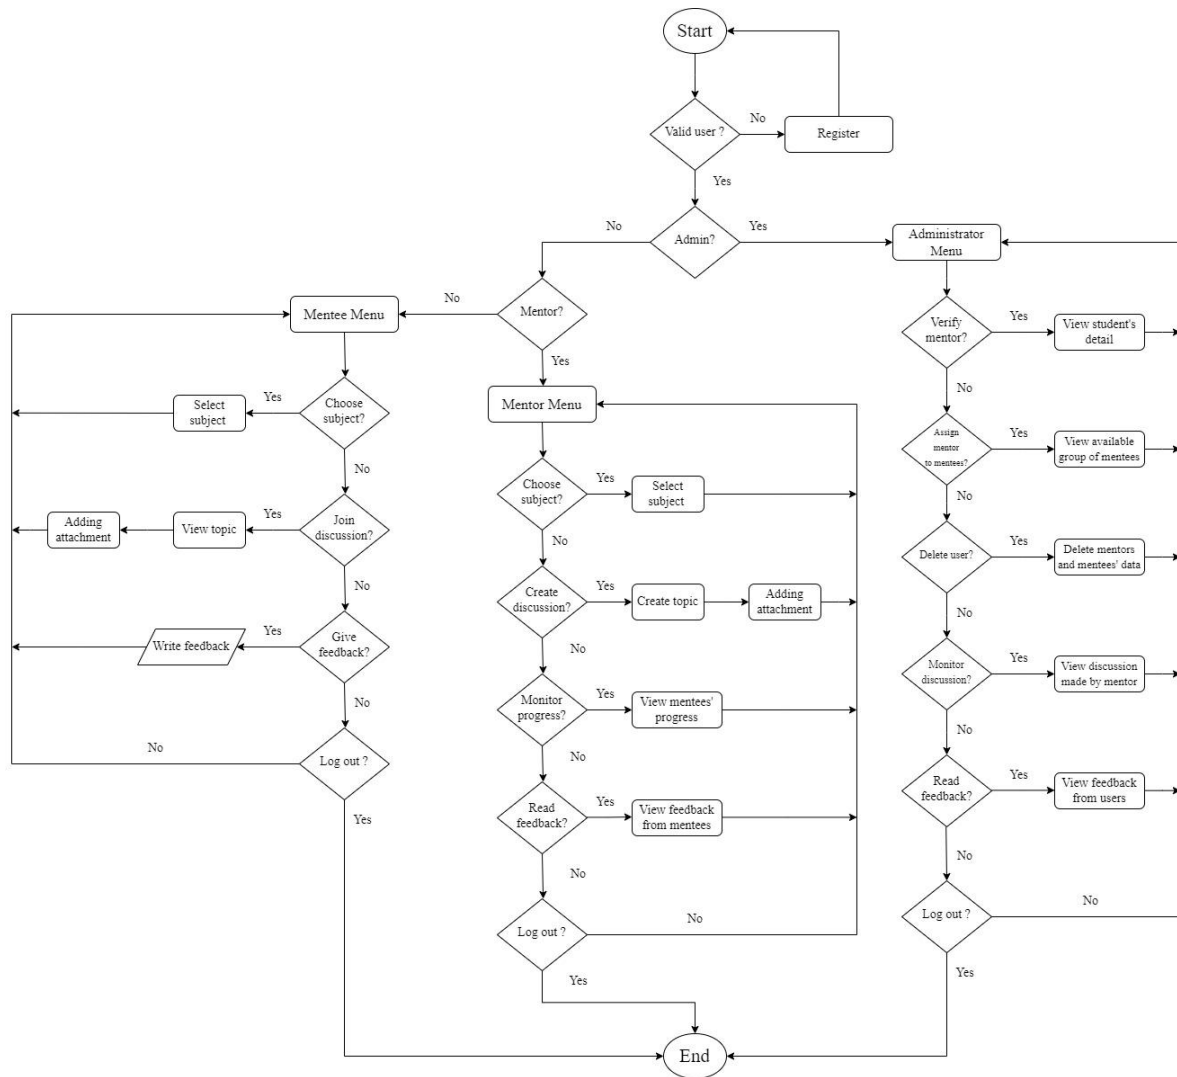 Start
Valid user ?
No
Register
Yes
Admin?
No
Yes
Administrator
Menu
Mentor?
No
Mentee Menu
Yes
Mentor Menu
Choose
subject?
Yes
Select
subject
No
Join
discussion?
Yes
View topic
Adding
attachment
No
Give
feedback?
Yes
Write feedback
No
Log out ?
No
Yes
Choose
subject?
Yes
Select
subject
No
Create
discussion?
Yes
Create topic
Adding
attachment
No
Monitor
progress?
Yes
View mentees'
progress
No
Read
feedback?
Yes
View feedback
from mentees
No
Log out ?
No
Yes
Verify
mentor?
Yes
View student's
detail
No
Assign
mentor
to mentees?
Yes
View available
group of mentees
No
Delete user?
Yes
Delete mentors
and mentees' data
No
Monitor
discussion?
Yes
View discussion
made by mentor
No
Read
feedback?
Yes
View feedback
from users
No
Log out ?
No
Yes
End